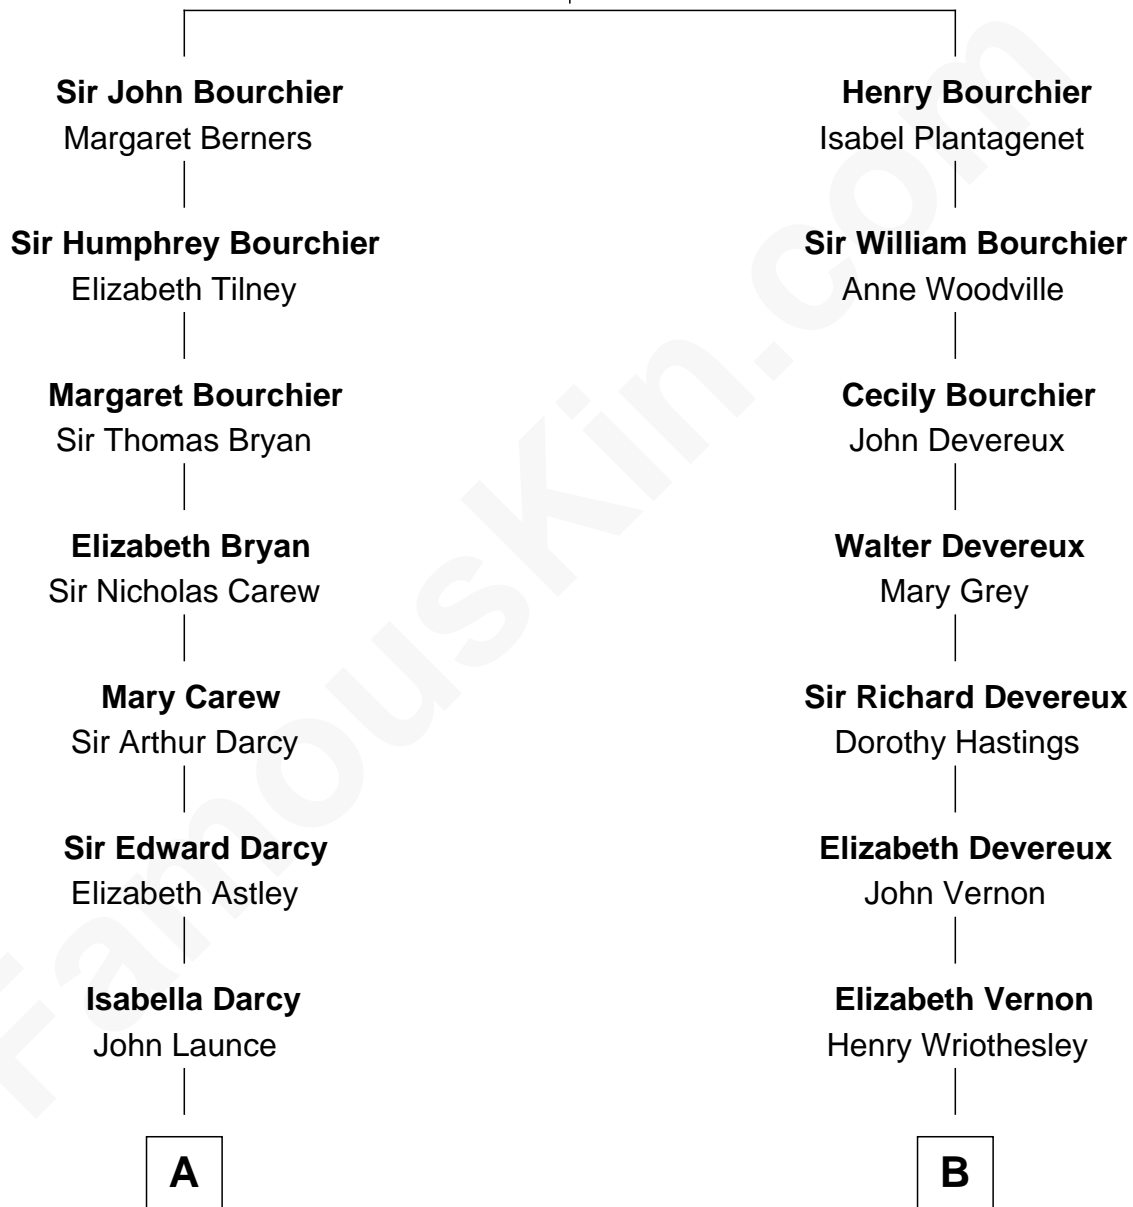 Sir John Bourchier
Margaret Berners
Sir Humphrey Bourchier
Elizabeth Tilney
Margaret Bourchier
Sir Thomas Bryan
Elizabeth Bryan
Sir Nicholas Carew
Mary Carew
Sir Arthur Darcy
Sir Edward Darcy
Elizabeth Astley
Isabella Darcy
John Launce
A
Henry Bourchier
Isabel Plantagenet
Sir William Bourchier
Anne Woodville
Cecily Bourchier
John Devereux
Walter Devereux
Mary Grey
Sir Richard Devereux
Dorothy Hastings
Elizabeth Devereux
John Vernon
Elizabeth Vernon
Henry Wriothesley
B
FamousKin.com